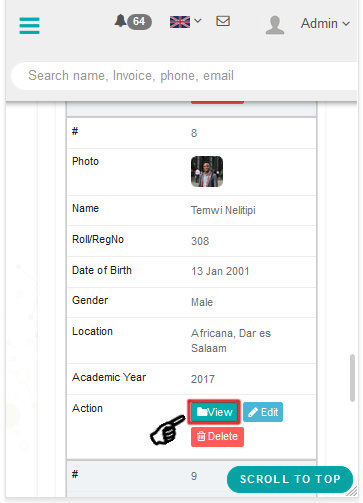 64
Admin
Search name, Invoice, phone, email
# 8
Photo
Name Temwi Nelitipi
Roll/RegNo 308
Date of Birth 13 Jan 2001
Gender Male
Location Africana, Dar es
Salaam
Academic Year 2017
Action View Edit
Delete
# 9
SCROLL TO TOP